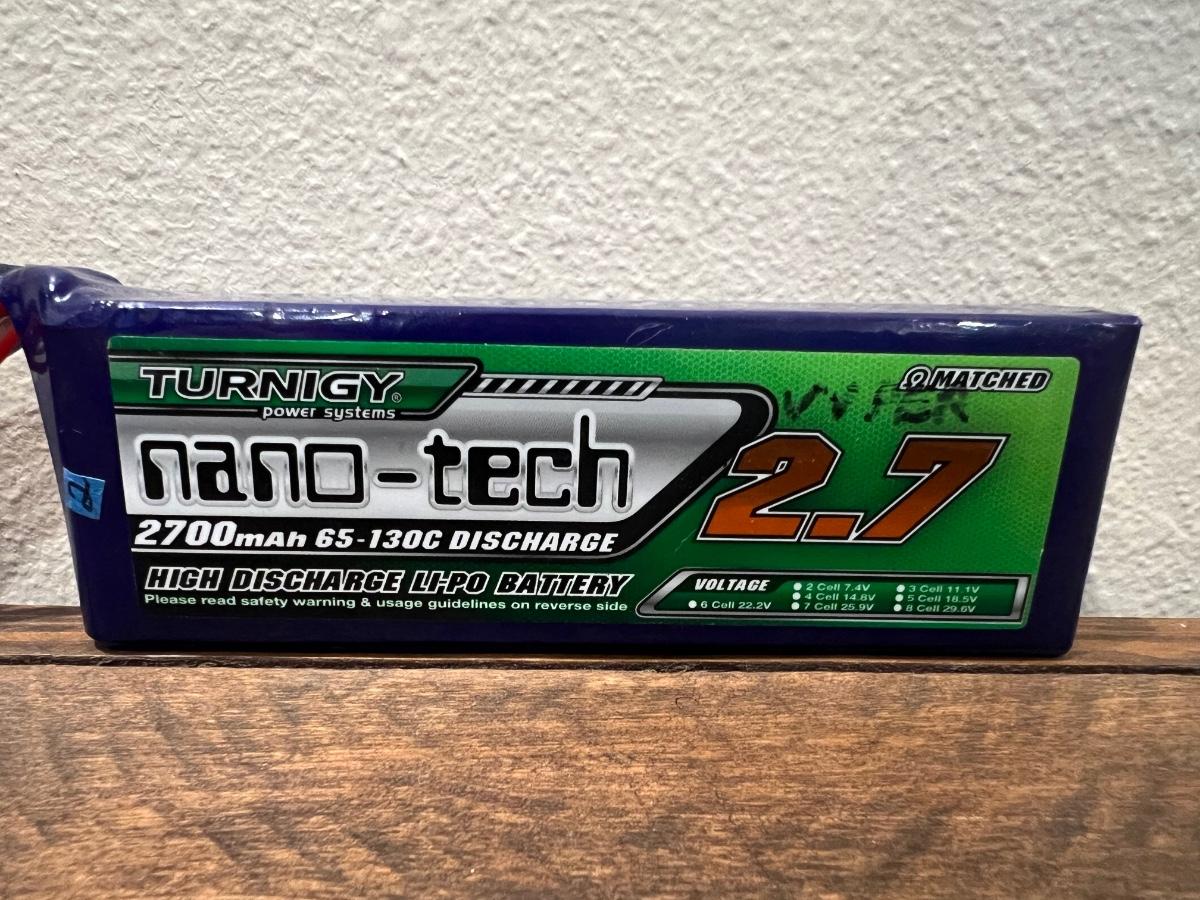 TURNIGY®
power systems
nano-tech
2700mAh 65-130C DISCHARGE
HIGH DISCHARGE LI-PO BATTERY
Please read safety warning & usage guidelines on reverse side
ΩMATCHED
2.7
VOLTAGE
2 Cell 7.4V
3 Cell 11.1V
4 Cell 14.8V
5 Cell 18.5V
6 Cell 22.2V
7 Cell 25.9V
8 Cell 29.6V